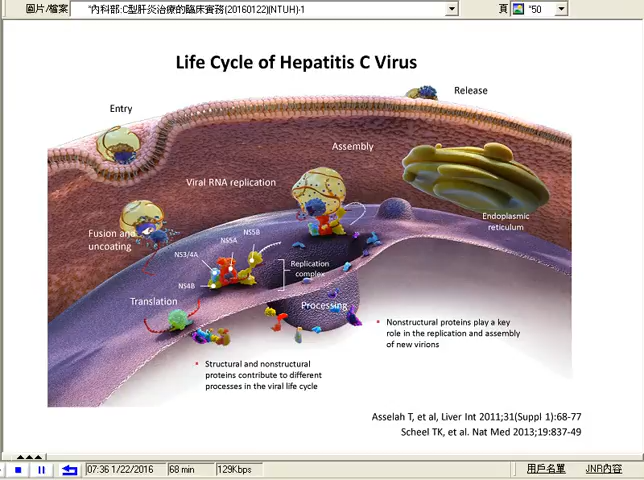 圖片/檔案
"內科部:C型肝炎治療的臨床實務(20160122)(NTUH)-1
頁
"50
Life Cycle of Hepatitis C Virus
Release
Entry
Assembly
Viral RNA replication
Endoplasmic
reticulum
Fusion and
uncoating
NS5B
NS5A
NS3/4A
NS4B
Replication
complex
Translation
Processing
* Nonstructural proteins play a key
role in the replication and assembly
of new virions
* Structural and nonstructural
proteins contribute to different
processes in the viral life cycle
Asselah T, et al, Liver Int 2011;31(Suppl 1):68-77
Scheel TK, et al. Nat Med 2013;19:837-49
07:36 1/22/2016
68 min
129Kbps
用戶名單
JNR內容